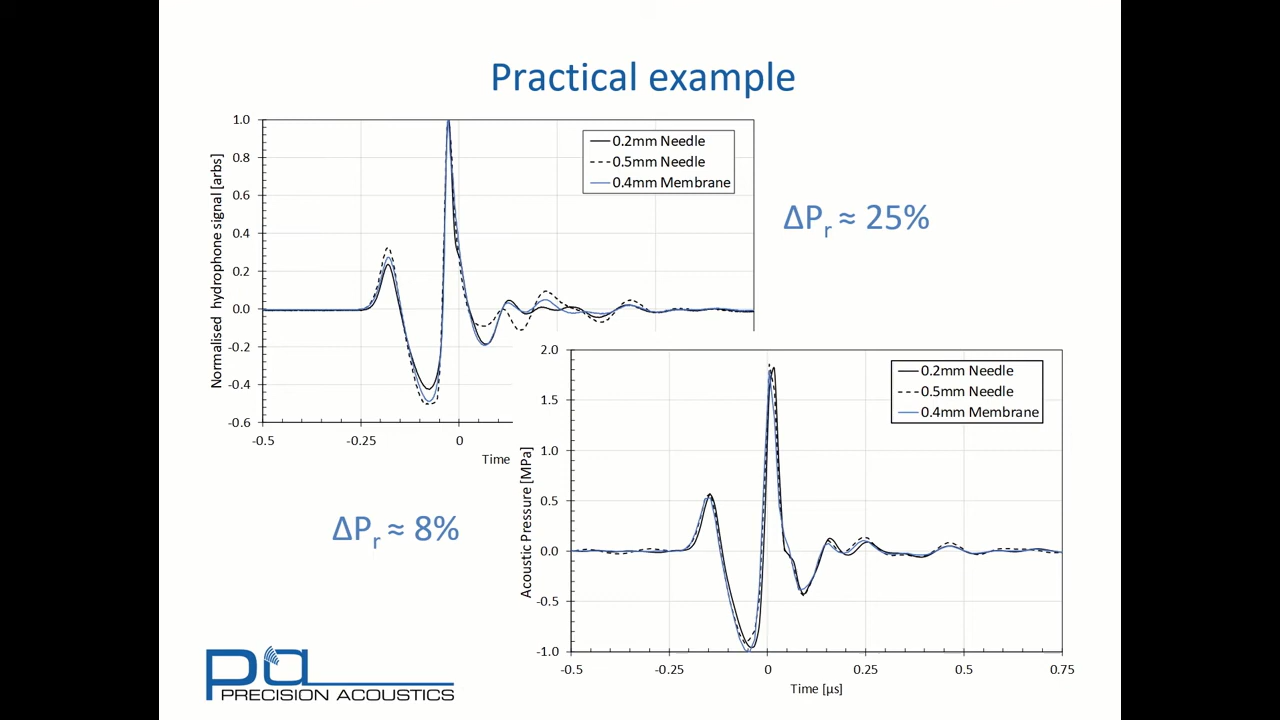 Practical example
Normalised hydrophone signal [arbs]
1.0
0.8
0.6
0.4
0.2
0.0
-0.2
-0.4
-0.6
-0.5
-0.25
0
Time
0.2mm Needle
0.5mm Needle
0.4mm Membrane
ΔPr ≈ 25%
ΔPr ≈ 8%
Acoustic Pressure [MPa]
2.0
1.5
1.0
0.5
0.0
-0.5
-1.0
-0.5
-0.25
0
0.25
0.5
0.75
Time [µs]
0.2mm Needle
0.5mm Needle
0.4mm Membrane
pa
PRECISION ACOUSTICS